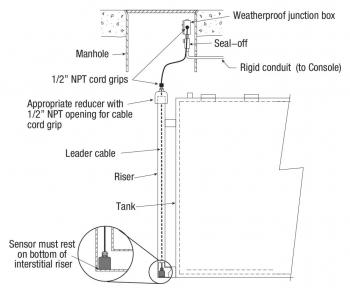 Weatherproof junction box
Seal-off
Manhole
Rigid conduit (to Console)
1/2" NPT cord grips
Appropriate reducer with
1/2" NPT opening for cable
cord grip
Leader cable
Riser
Tank
Sensor must rest
on bottom of
interstitial riser